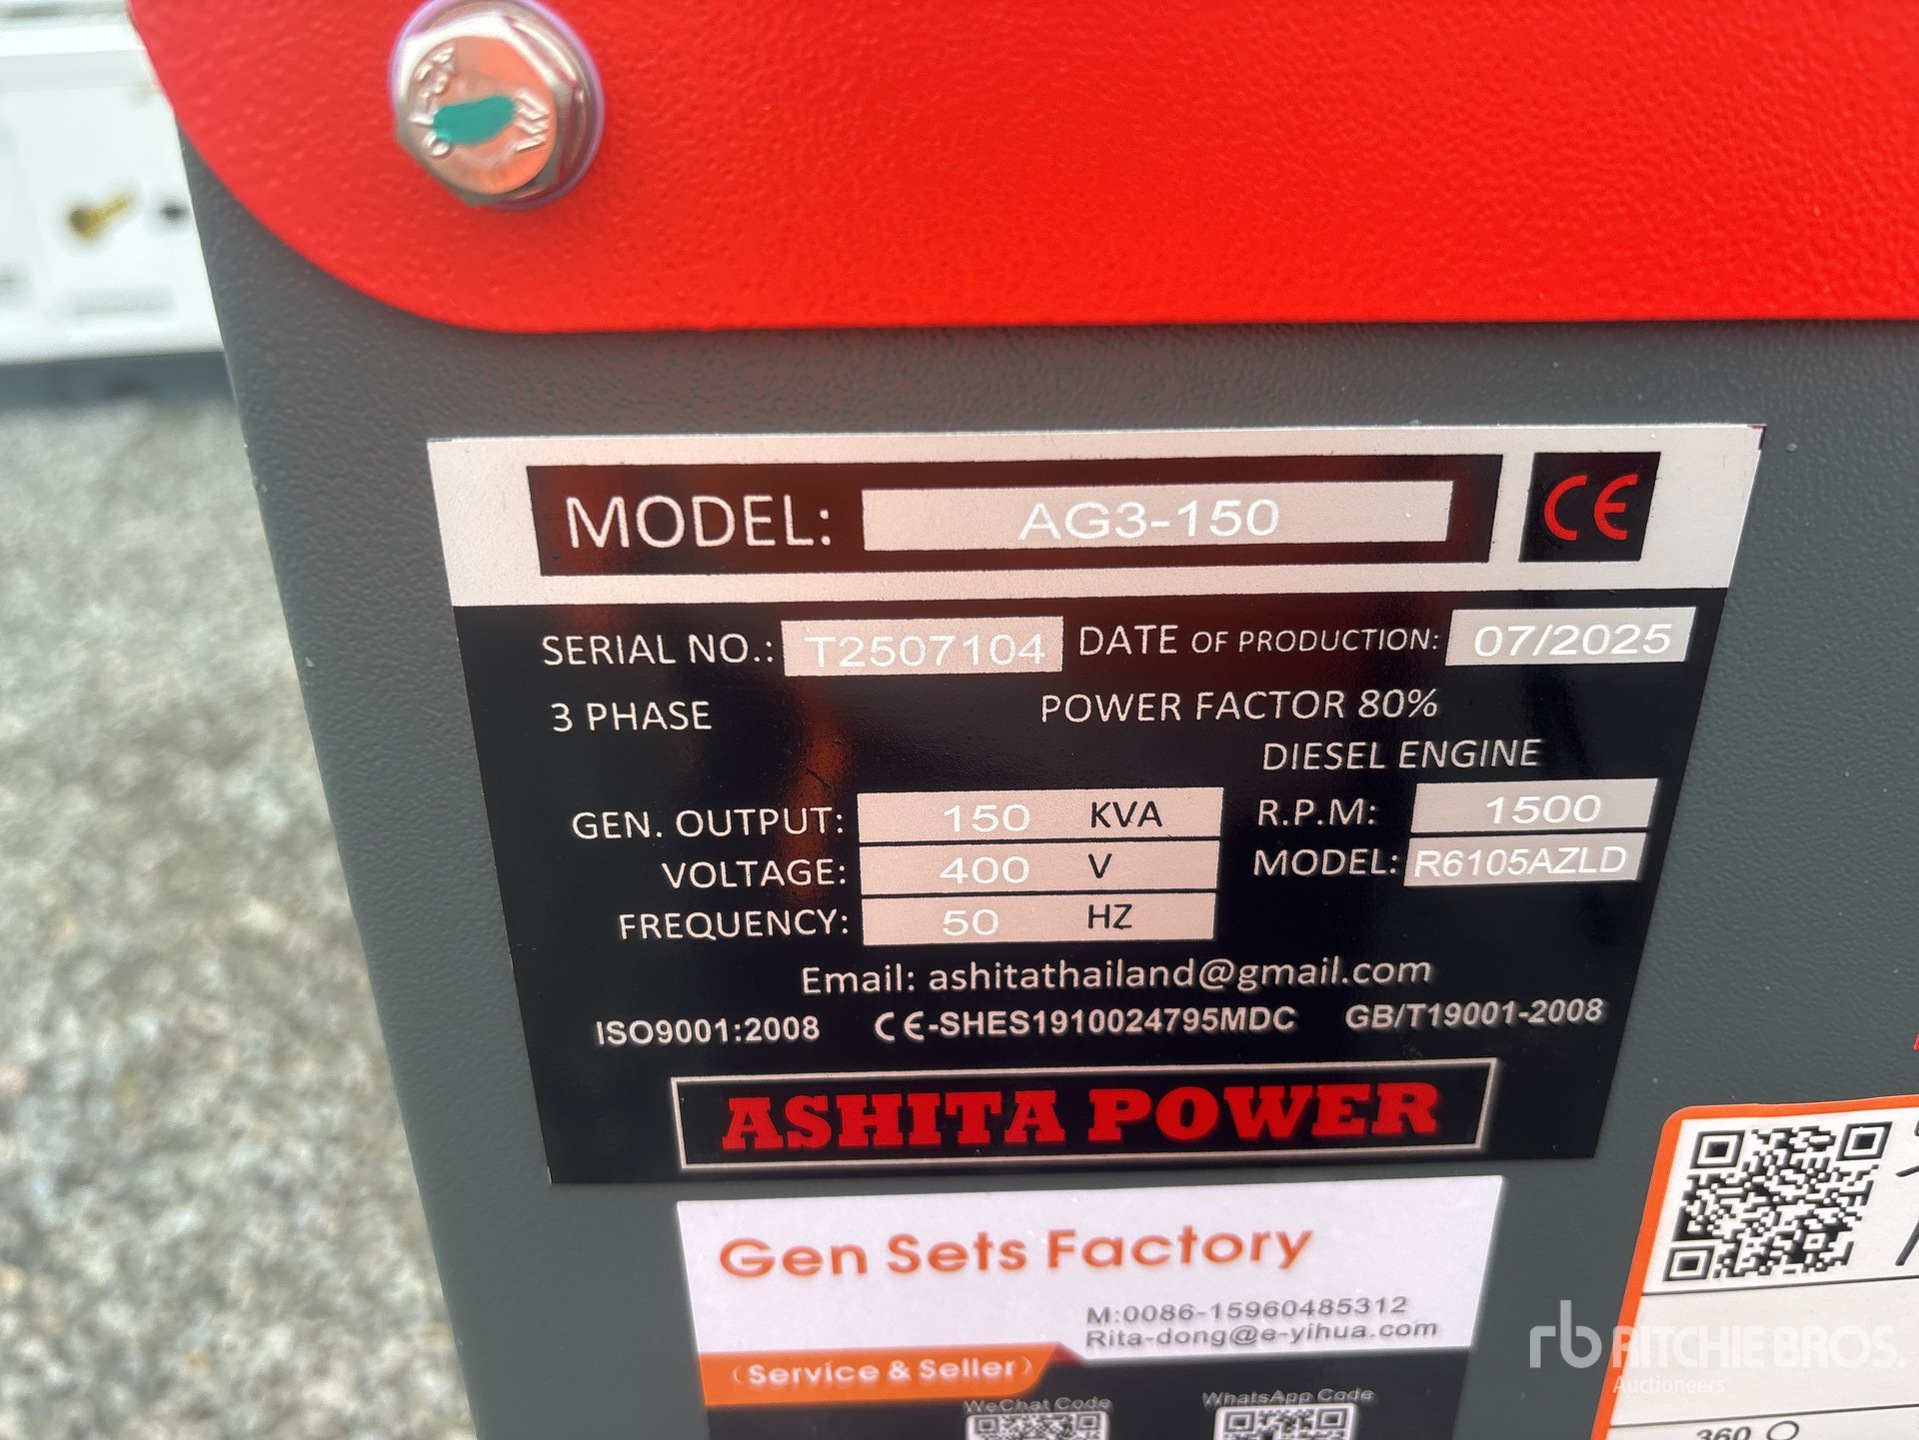 MODEL: AG3-150 CE
SERIAL NO.: T2507104 DATE OF PRODUCTION: 07/2025
3 PHASE POWER FACTOR 80%
DIESEL ENGINE
GEN. OUTPUT: 150 KVA R.P.M: 1500
VOLTAGE: 400 V MODEL: R6105AZLD
FREQUENCY: 50 HZ
Email: ashitathailand@gmail.com
ISO9001:2008 CE-SHES1910024795MDC GB/T19001-2008
ASHITA POWER
Gen Sets Factory
M:0086-15960485312
Rita-dong@e-yihua.com
(Service & Seller)
WeChat Code WhatsApp Code
rb RITCHIE BROS.
Auctioneers
360